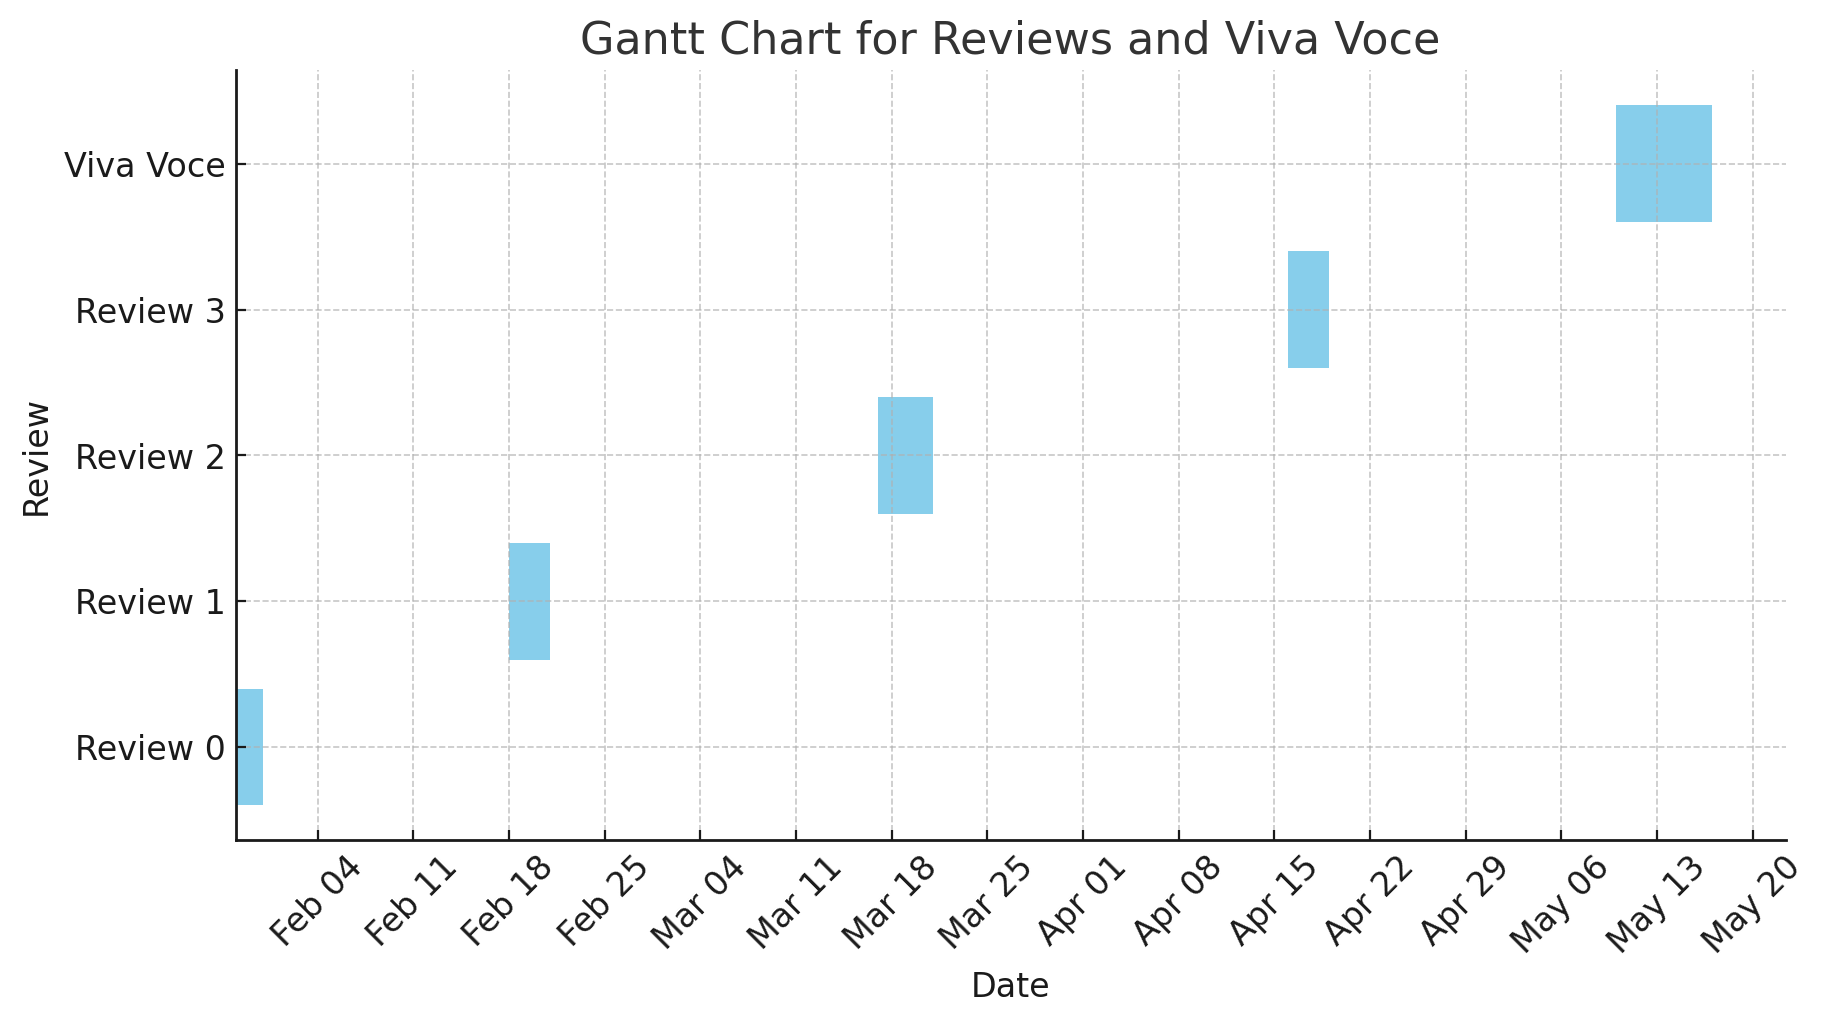 Gantt Chart for Reviews and Viva Voce
Viva Voce
Review 3
Review 2
Review 1
Review 0
Review
Feb 04
Feb 11
Feb 18
Feb 25
Mar 04
Mar 11
Mar 18
Mar 25
Apr 01
Apr 08
Apr 15
Apr 22
Apr 29
May 06
May 13
May 20
Date